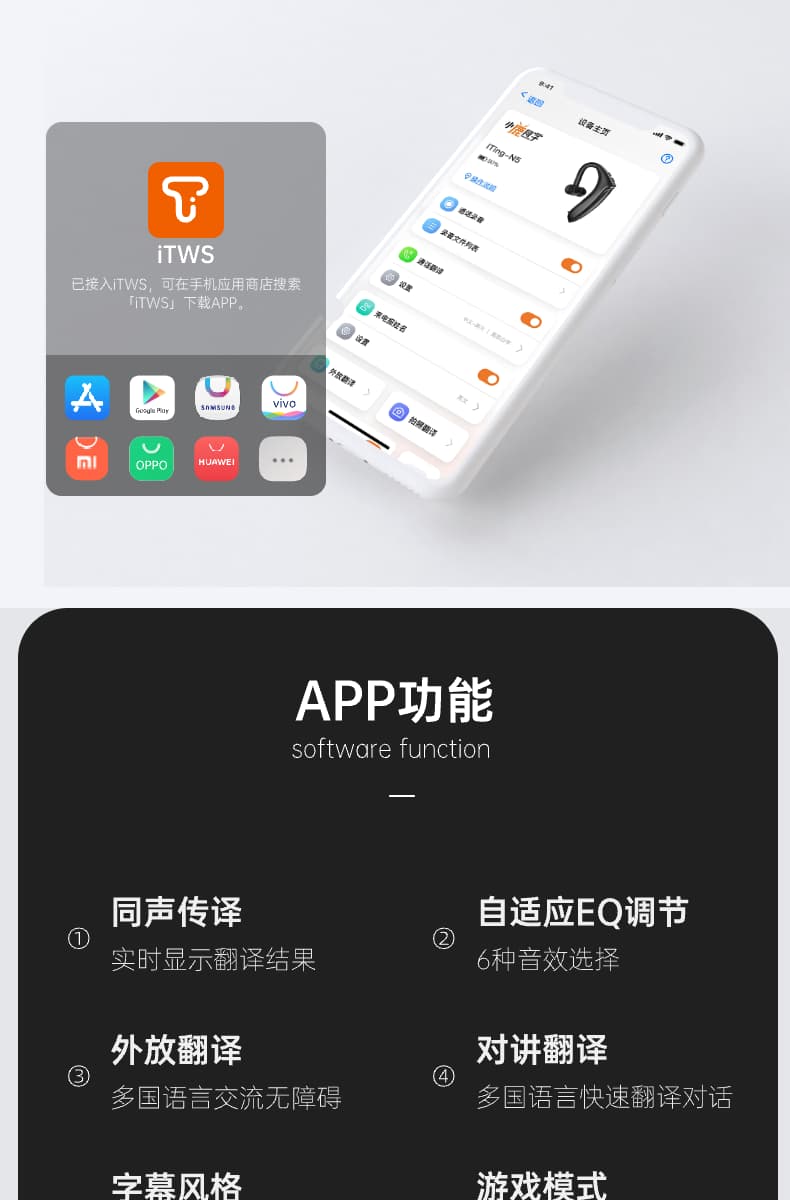 iTWS
已接入iTWS，可在手机应用商店搜索
「iTWS」下载APP。
Google Play
SAMSUNG
vivo
mi
OPPO
HUAWEI
9:41
返回
设备主页
iTing-N5
操作说明
通话录音
录音文件列表
通话翻译
设置
来电报姓名
设置
英文
外放翻译
拍照翻译
APP功能
software function
① 同声传译
实时显示翻译结果
② 自适应EQ调节
6种音效选择
③ 外放翻译
多国语言交流无障碍
④ 对讲翻译
多国语言快速翻译对话
字幕风格
游戏模式